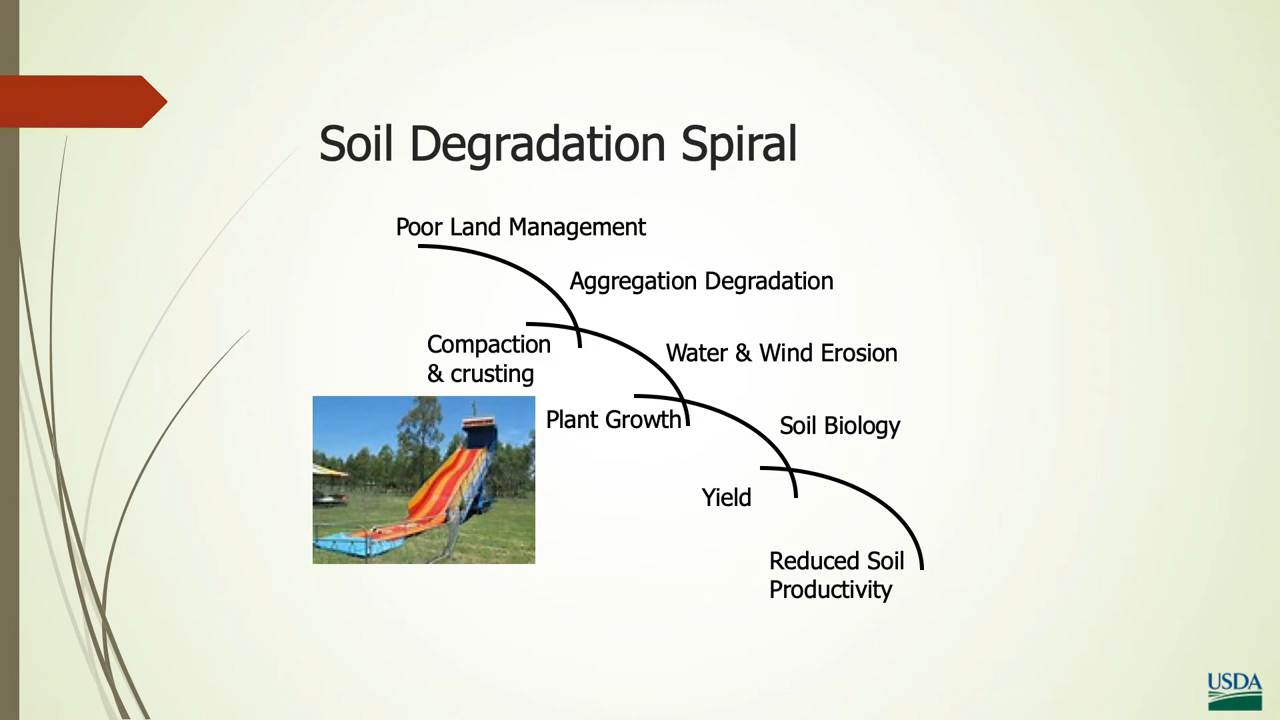 Soil Degradation Spiral
Poor Land Management
Aggregation Degradation
Compaction
& crusting
Water & Wind Erosion
Plant Growth
Soil Biology
Yield
Reduced Soil
Productivity
USDA